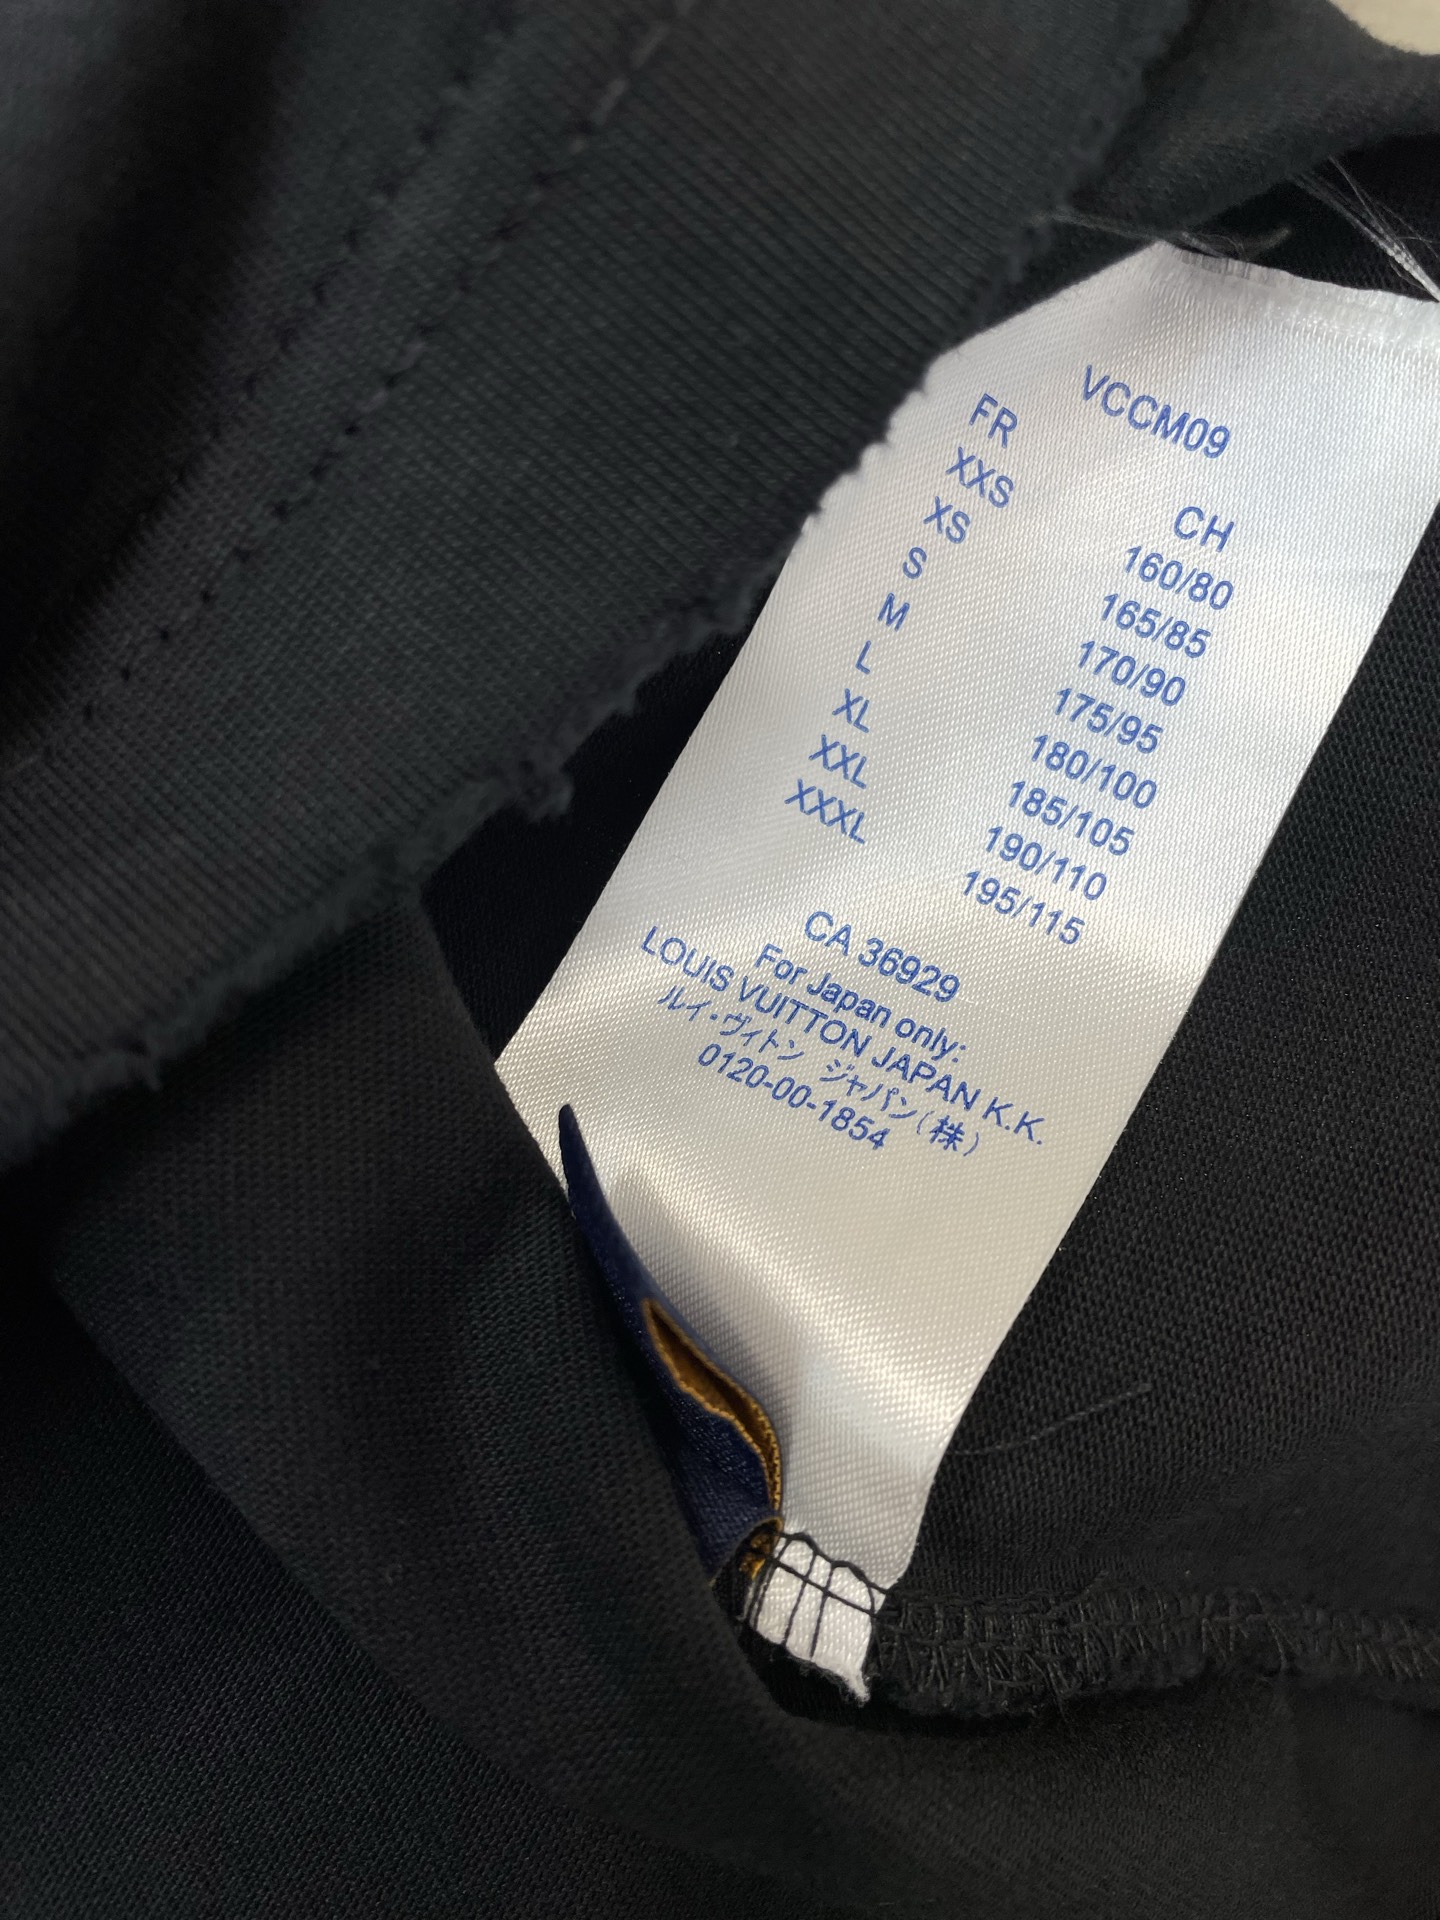 VCCM09
FR CH
XXS 160/80
XS 165/85
S 170/90
M 175/95
L 180/100
XL 185/105
XXL 190/110
XXXL 195/115
CA 36929
For Japan only:
LOUIS VUITTON JAPAN K.K.
ルイ・ヴィトン ジャパン(株)
0120-00-1854